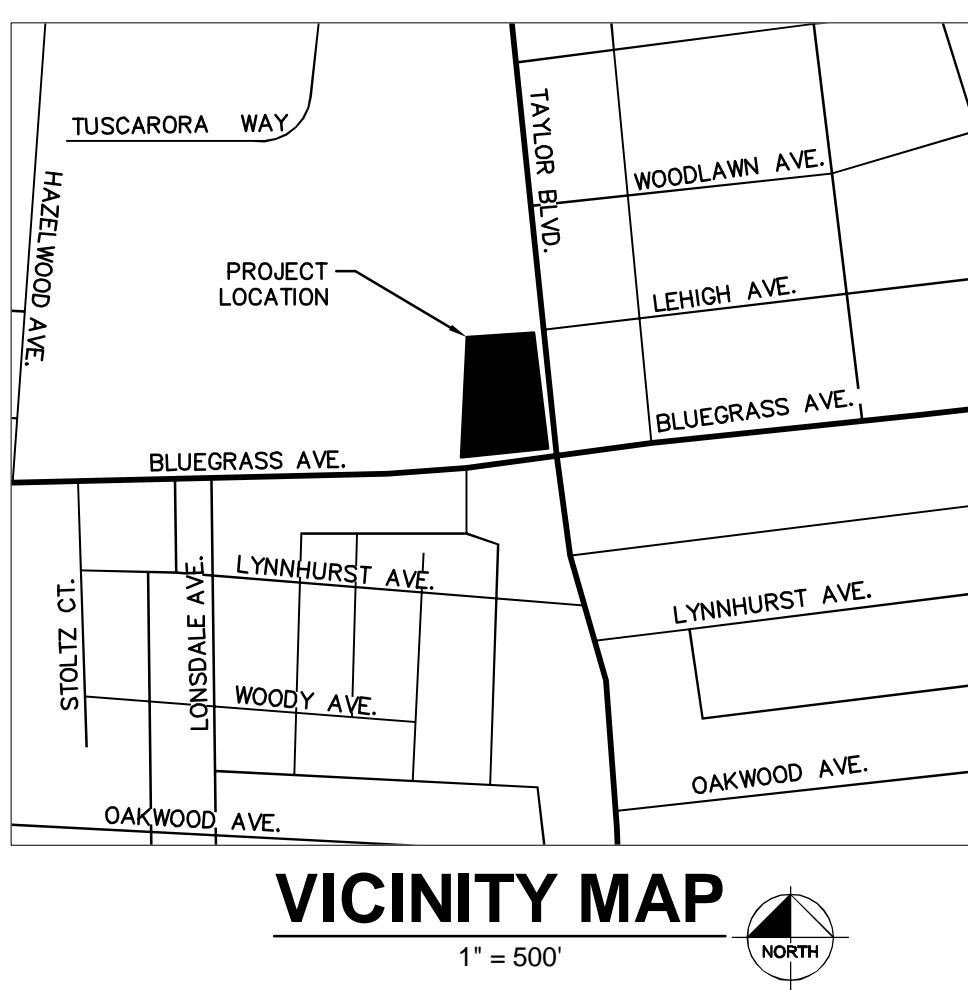 TUSCARORA WAY
TAYLOR BLVD.
WOODLAWN AVE.
HAZELWOOD AVE.
PROJECT
LOCATION
LEHIGH AVE.
BLUEGRASS AVE.
BLUEGRASS AVE.
LYNNHURST AVE.
STOLTZ CT.
LONSDALE AVE.
LYNNHURST AVE.
WOODY AVE.
OAKWOOD AVE.
OAKWOOD AVE.
VICINITY MAP
1" = 500'
NORTH